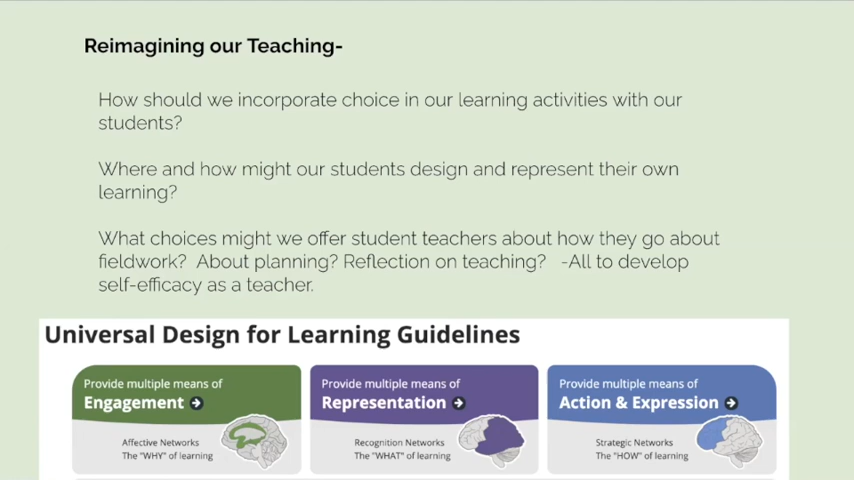 Reimagining our Teaching-
How should we incorporate choice in our learning activities with our
students?
Where and how might our students design and represent their own
learning?
What choices might we offer student teachers about how they go about
fieldwork?  About planning? Reflection on teaching?   -All to develop
self-efficacy as a teacher.
Universal Design for Learning Guidelines
Provide multiple means of
Engagement
Affective Networks
The "WHY" of learning
Provide multiple means of
Representation
Recognition Networks
The "WHAT" of learning
Provide multiple means of
Action & Expression
Strategic Networks
The "HOW" of learning